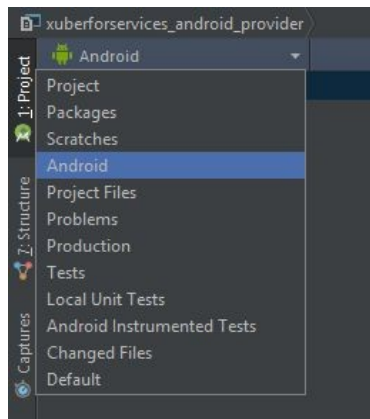 xuberforservices_android_provider
Android
1: Project
Project
Packages
Scratches
Android
Project Files
Problems
Production
Tests
Local Unit Tests
Android Instrumented Tests
Changed Files
Default
7: Structure
Captures